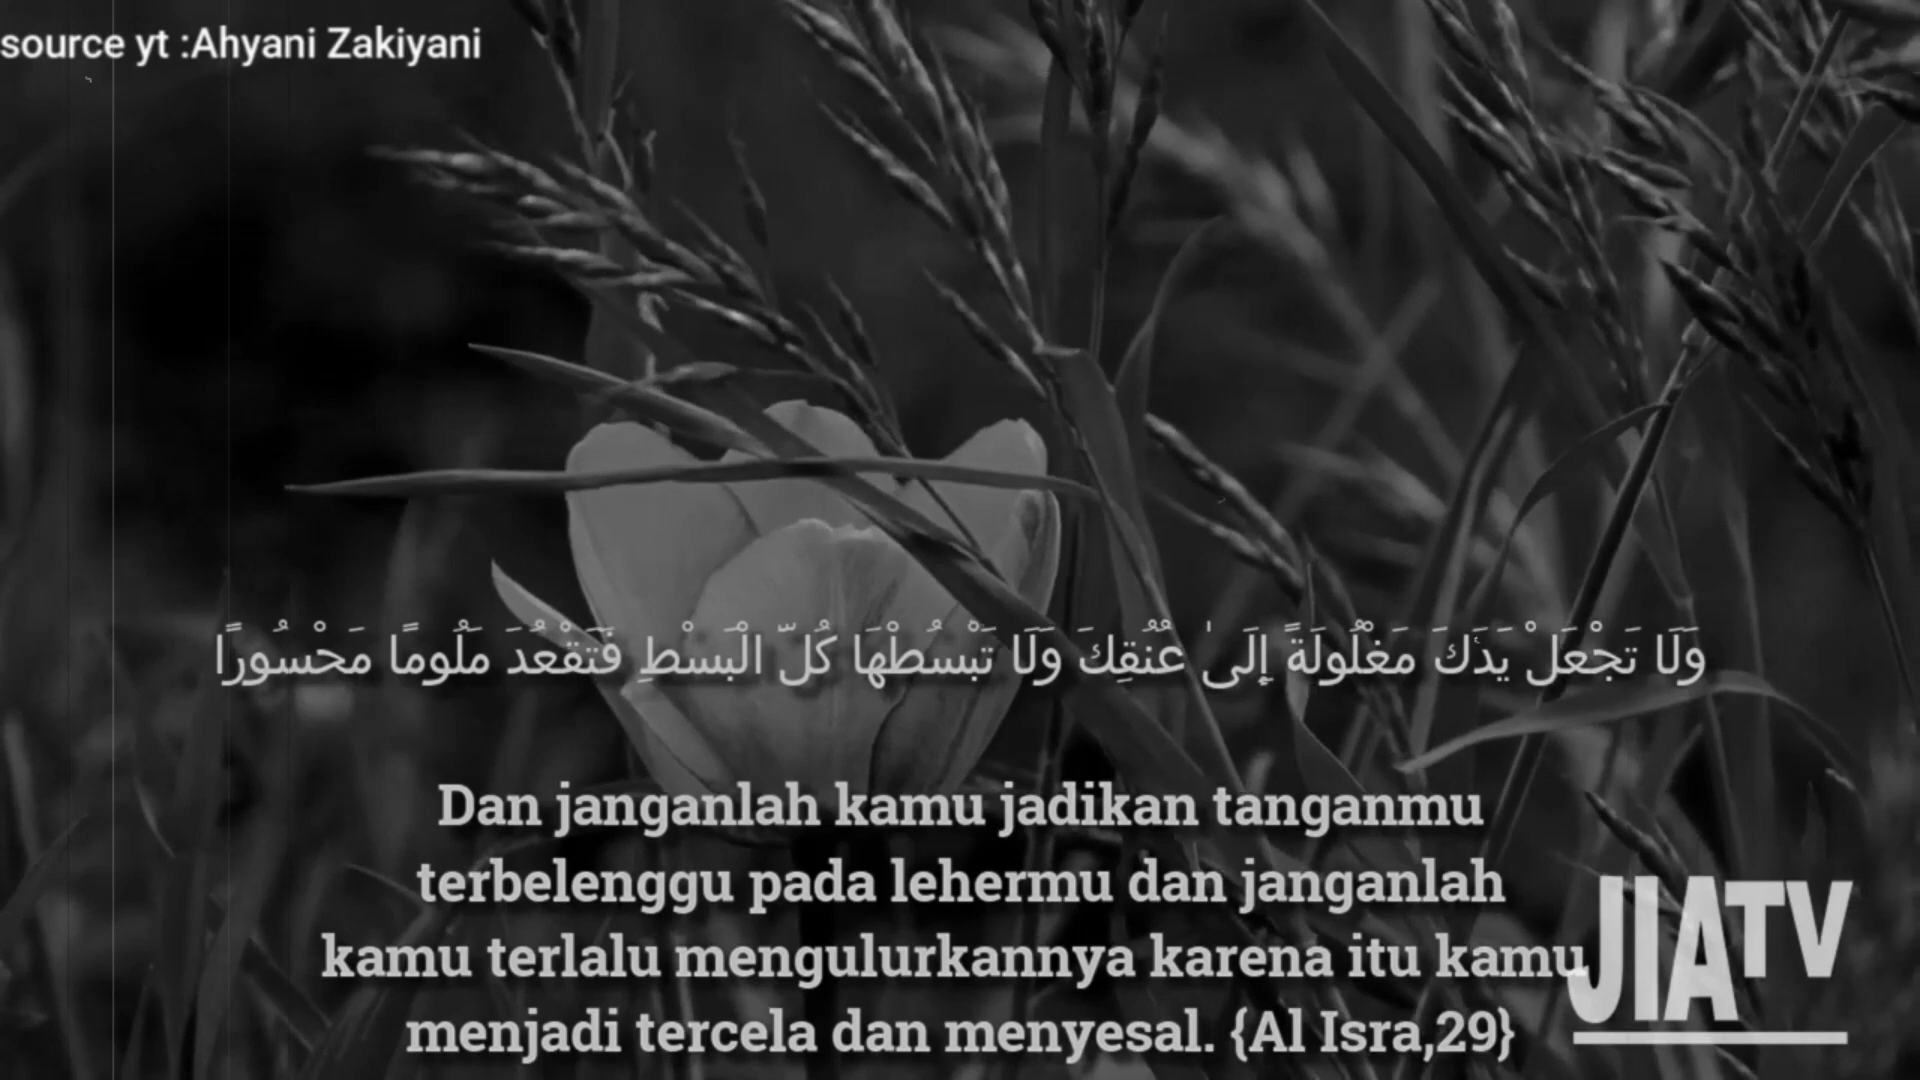 source yt :Ahyani Zakiyani
وَلَا تَجْعَلْ يَدَكَ مَغْلُولَةً إِلَىٰ عُنُقِكَ وَلَا تَبْسُطْهَا كُلَّ الْبَسْطِ فَتَقْعُدَ مَلُومًا مَحْسُورًا
Dan janganlah kamu jadikan tanganmu
terbelenggu pada lehermu dan janganlah
kamu terlalu mengulurkannya karena itu kamu
menjadi tercela dan menyesal. {Al Isra,29}
JIATV